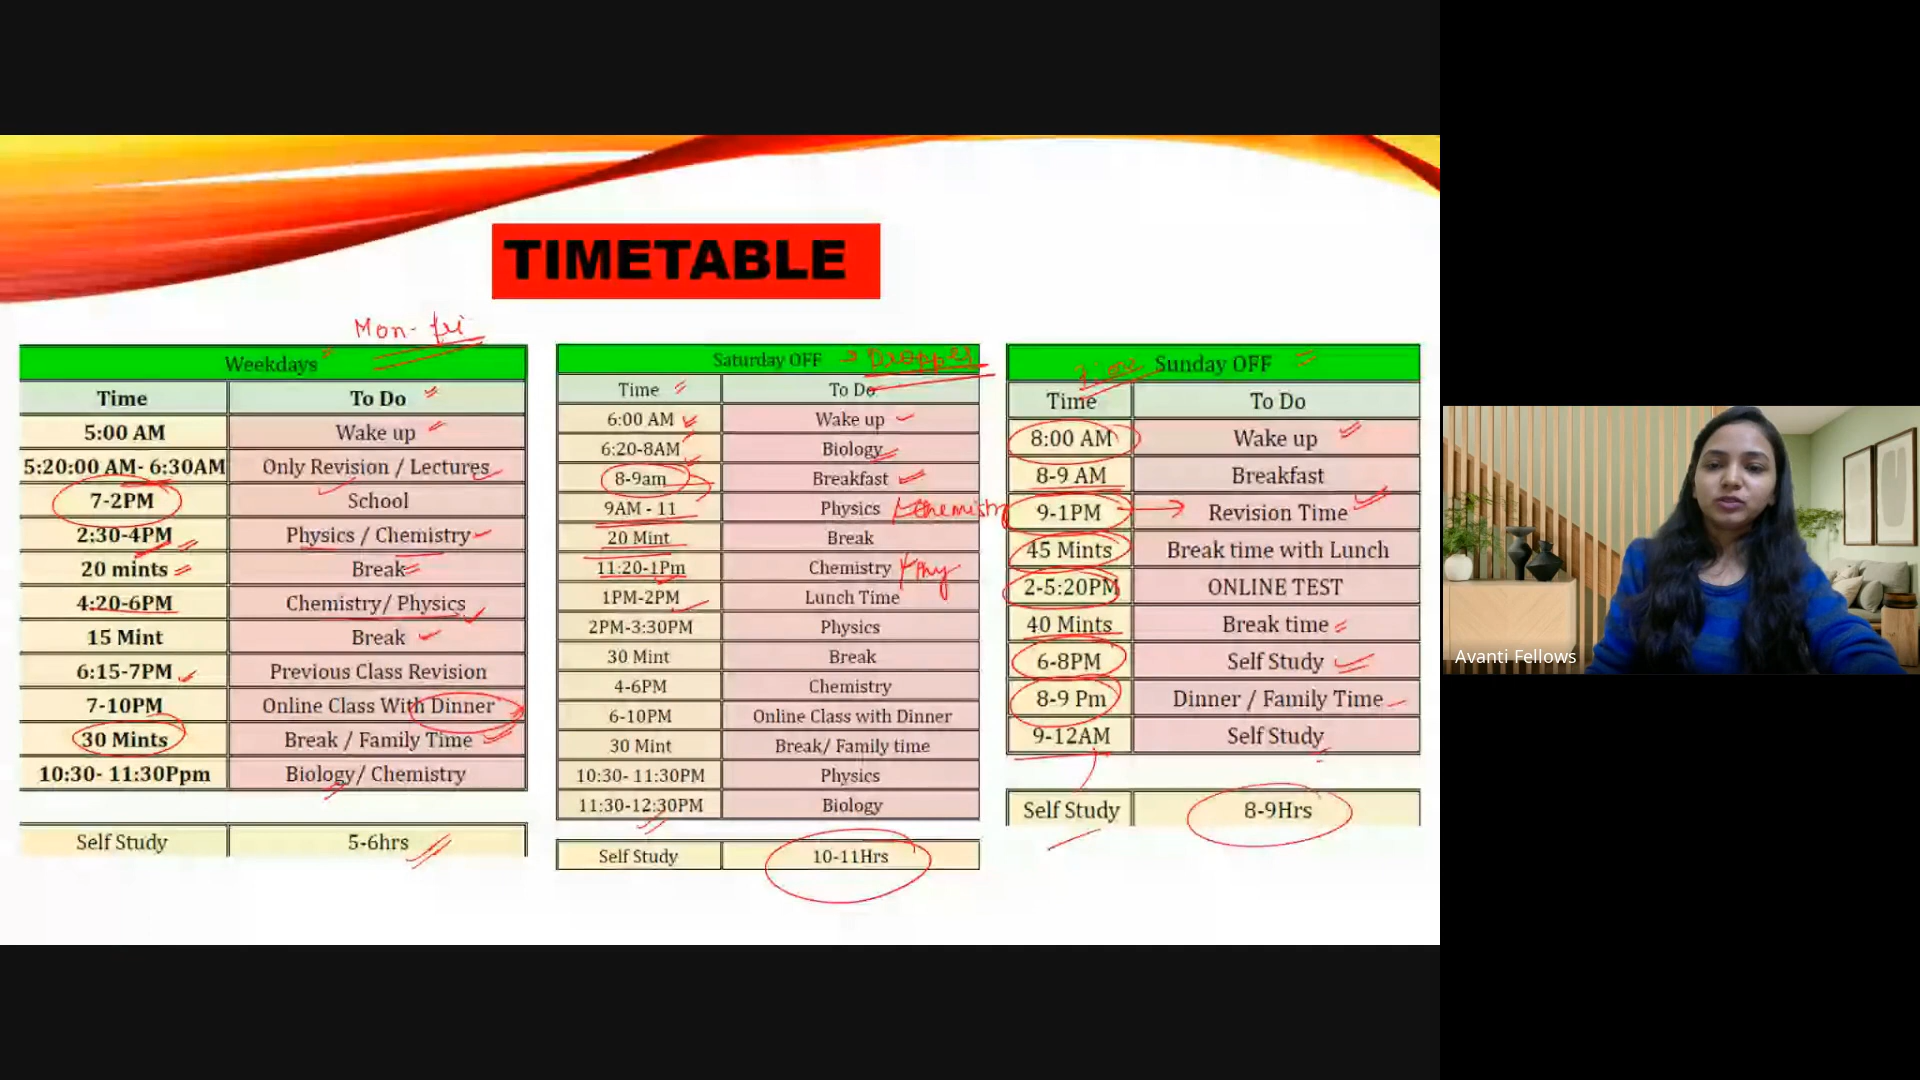 TIMETABLE
Mon-fri
Weekdays
Time To Do
5:00 AM Wake up
5:20:00 AM- 6:30AM Only Revision / Lectures
7-2PM School
2:30-4PM Physics / Chemistry
20 mints Break
4:20-6PM Chemistry/ Physics
15 Mint Break
6:15-7PM Previous Class Revision
7-10PM Online Class With Dinner
30 Mints Break / Family Time
10:30- 11:30Ppm Biology/ Chemistry
Self Study 5-6hrs
Saturday OFF Dropper
Time To Do
6:00 AM Wake up
6:20-8AM Biology
8-9am Breakfast
9AM - 11 Physics Chemistry
20 Mint Break
11:20-1Pm Chemistry Phy
1PM-2PM Lunch Time
2PM-3:30PM Physics
30 Mint Break
4-6PM Chemistry
6-10PM Online Class with Dinner
30 Mint Break/ Family time
10:30- 11:30PM Physics
11:30-12:30PM Biology
Self Study 10-11Hrs
Sunday OFF
Time To Do
8:00 AM Wake up
8-9 AM Breakfast
9-1PM Revision Time
45 Mints Break time with Lunch
2-5:20PM ONLINE TEST
40 Mints Break time
6-8PM Self Study
8-9 Pm Dinner / Family Time
9-12AM Self Study
Self Study 8-9Hrs
Avanti Fellows